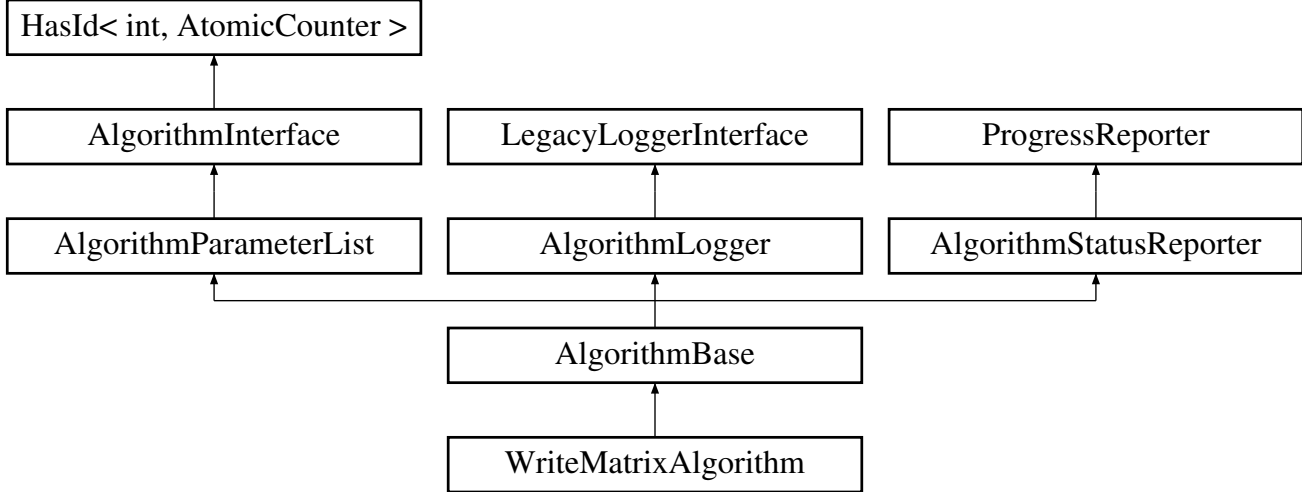 HasId< int, AtomicCounter >
AlgorithmInterface
LegacyLoggerInterface
ProgressReporter
AlgorithmParameterList
AlgorithmLogger
AlgorithmStatusReporter
AlgorithmBase
WriteMatrixAlgorithm